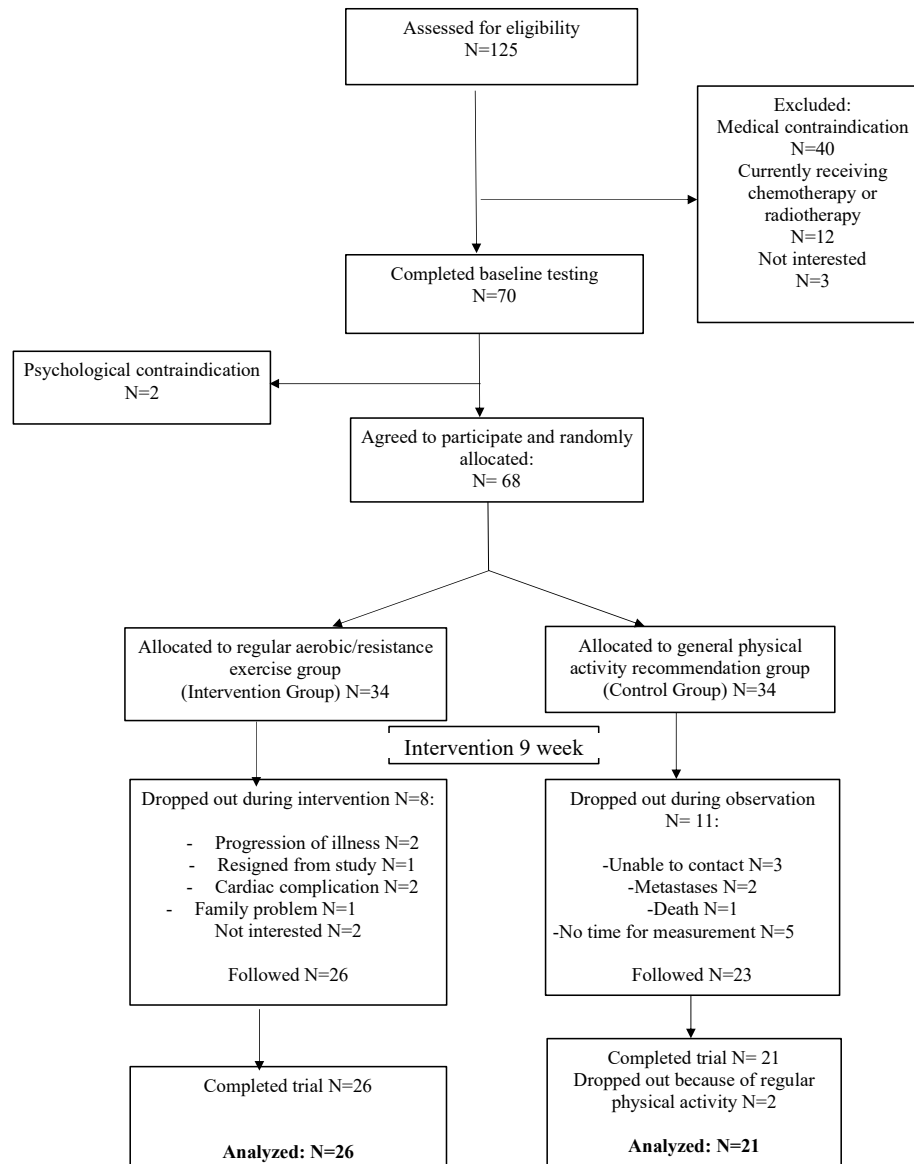 Assessed for eligibility
N=125
Excluded:
Medical contraindication
N=40
Currently receiving
chemotherapy or
radiotherapy
N=12
Not interested
N=3
Completed baseline testing
N=70
Psychological contraindication
N=2
Agreed to participate and randomly
allocated:
N= 68
Allocated to regular aerobic/resistance
exercise group
(Intervention Group) N=34
Allocated to general physical
activity recommendation group
(Control Group) N=34
Intervention 9 week
Dropped out during intervention N=8:
- Progression of illness N=2
- Resigned from study N=1
- Cardiac complication N=2
- Family problem N=1
Not interested N=2
Followed N=26
Dropped out during observation
N= 11:
-Unable to contact N=3
-Metastases N=2
-Death N=1
-No time for measurement N=5
Followed N=23
Completed trial N=26
Analyzed: N=26
Completed trial N= 21
Dropped out because of regular
physical activity N=2
Analyzed: N=21